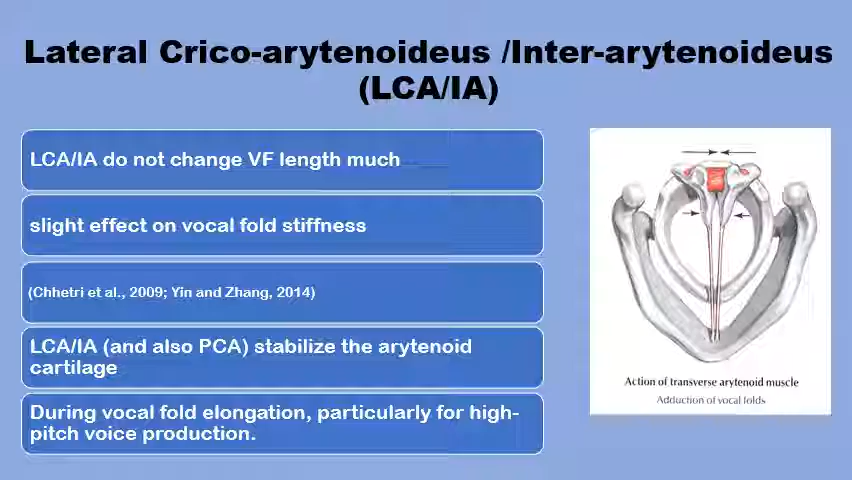 Lateral Crico-arytenoideus /Inter-arytenoideus
(LCA/IA)
LCA/IA do not change VF length much
slight effect on vocal fold stiffness
(Chhetri et al., 2009; Yin and Zhang, 2014)
LCA/IA (and also PCA) stabilize the arytenoid
cartilage
During vocal fold elongation, particularly for high-
pitch voice production.
Action of transverse arytenoid muscle
Adduction of vocal folds